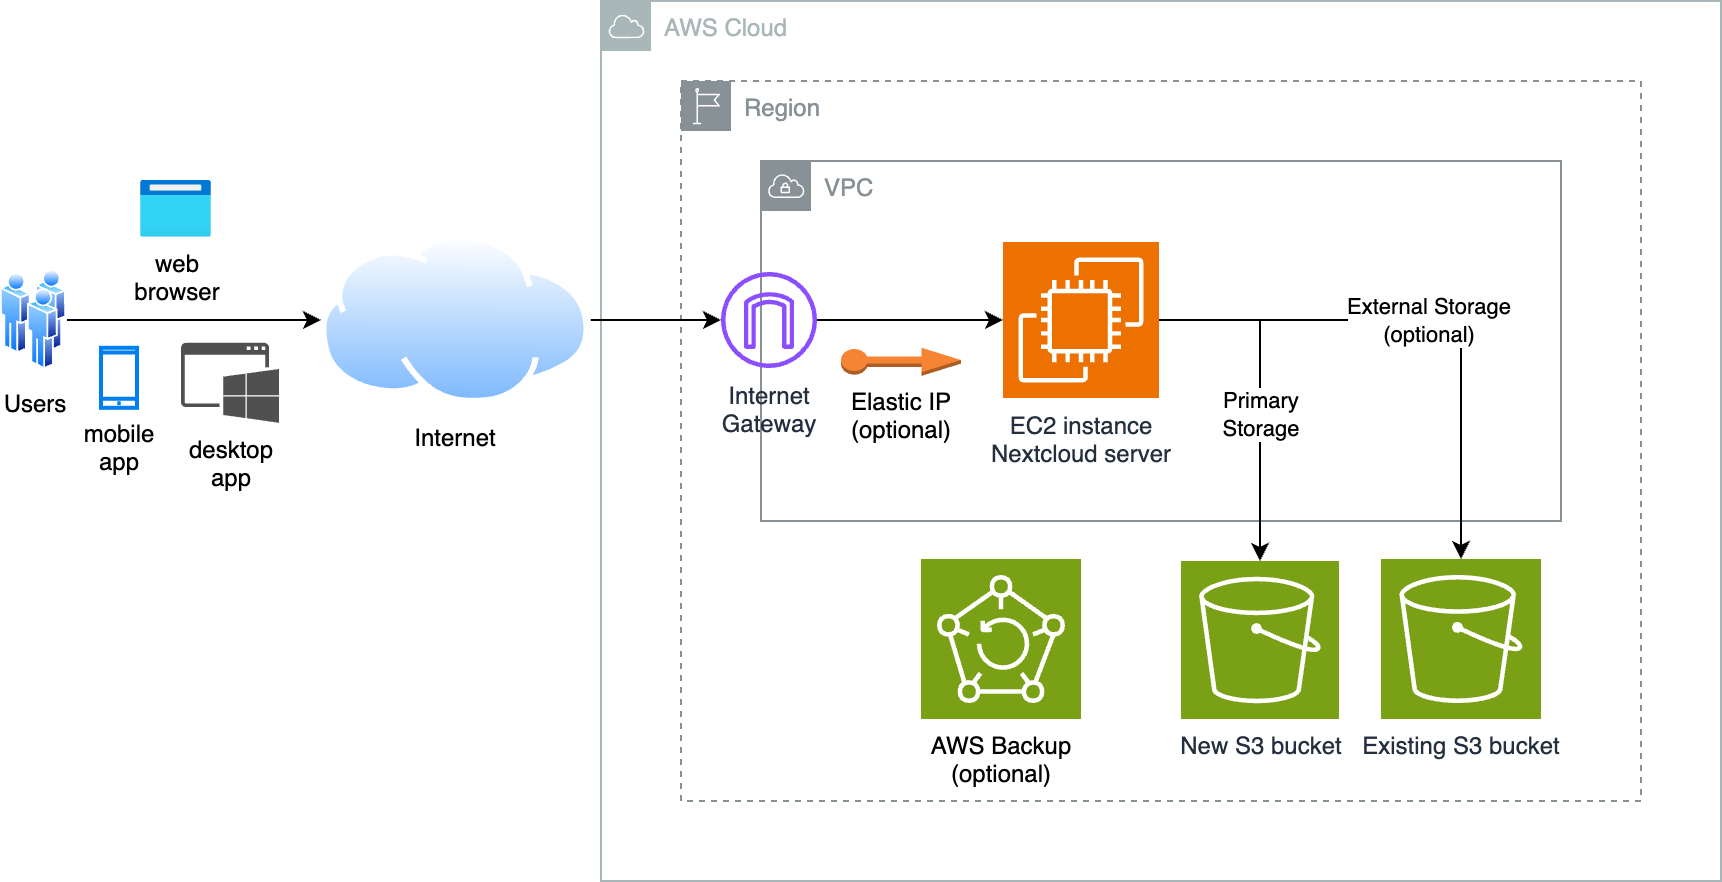 AWS Cloud
Region
VPC
web
browser
Users
mobile
app
desktop
app
Internet
Internet
Gateway
Elastic IP
(optional)
EC2 instance
Nextcloud server
External Storage
(optional)
Primary
Storage
AWS Backup
(optional)
New S3 bucket
Existing S3 bucket